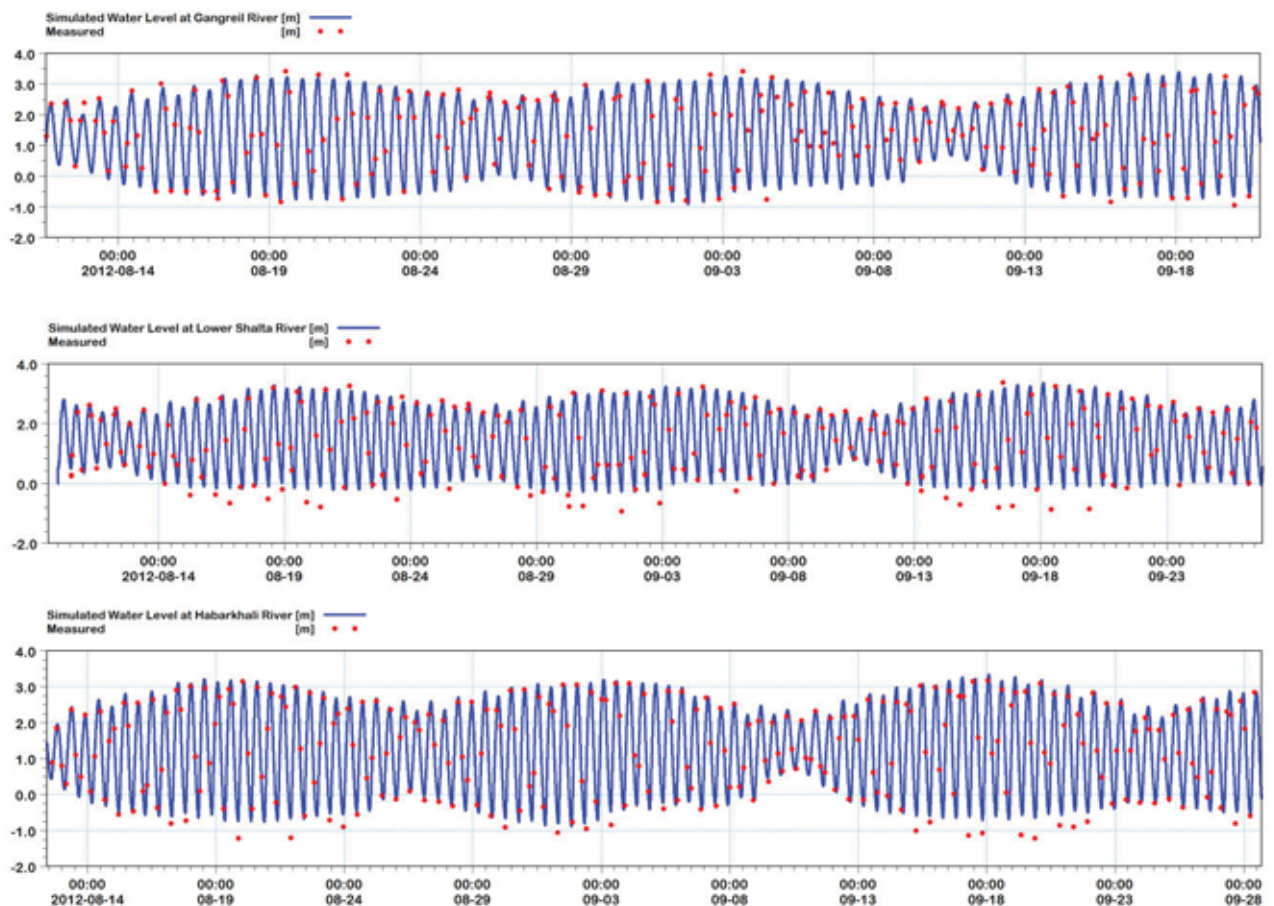 Simulated Water Level at Gangreil River [m]
Measured [m]
4.0
3.0
2.0
1.0
0.0
-1.0
-2.0
00:00 00:00 00:00 00:00 00:00 00:00 00:00 00:00
2012-08-14 08-19 08-24 08-29 09-03 09-08 09-13 09-18
Simulated Water Level at Lower Shalta River [m]
Measured [m]
4.0
2.0
0.0
-2.0
00:00 00:00 00:00 00:00 00:00 00:00 00:00 00:00 00:00
2012-08-14 08-19 08-24 08-29 09-03 09-08 09-13 09-18 09-23
Simulated Water Level at Habarkhali River [m]
Measured [m]
4.0
3.0
2.0
1.0
0.0
-1.0
-2.0
00:00 00:00 00:00 00:00 00:00 00:00 00:00 00:00 00:00 00:00
2012-08-14 08-19 08-24 08-29 09-03 09-08 09-13 09-18 09-23 09-28